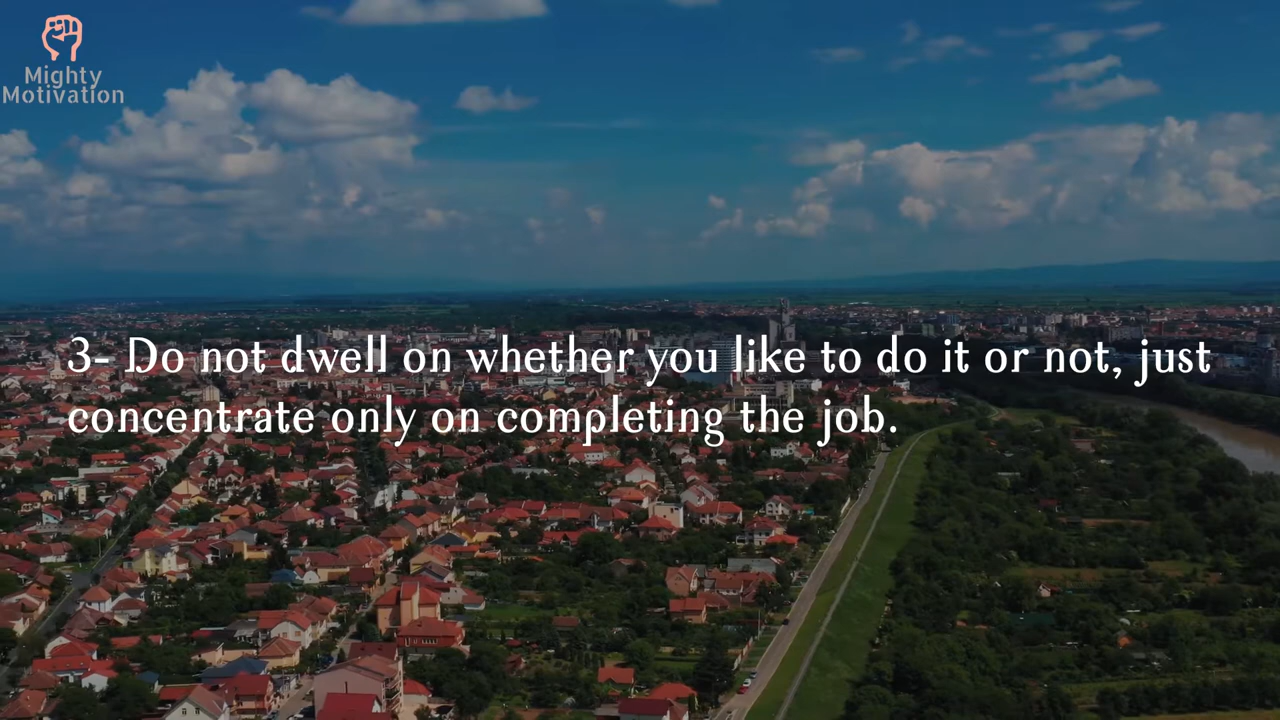 Mighty
Motivation
3- Do not dwell on whether you like to do it or not, just
concentrate only on completing the job.